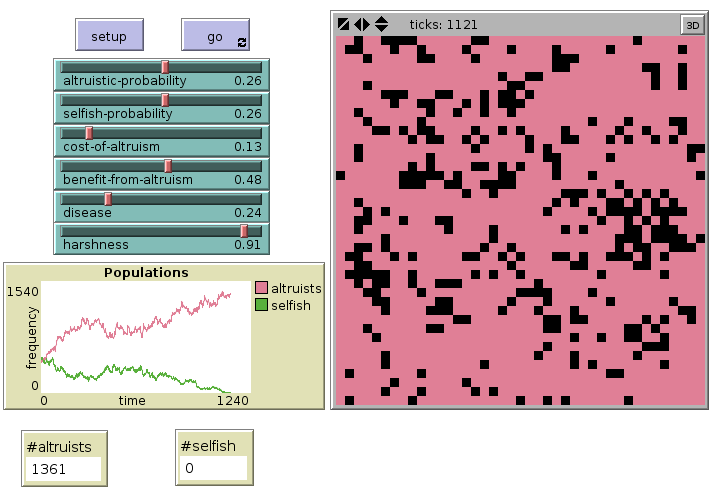 setup
go
altruistic-probability 0.26
selfish-probability 0.26
cost-of-altruism 0.13
benefit-from-altruism 0.48
disease 0.24
harshness 0.91
Populations
1540
frequency
0
0 time 1240
altruists
selfish
#altruists
1361
#selfish
0
ticks: 1121
3D